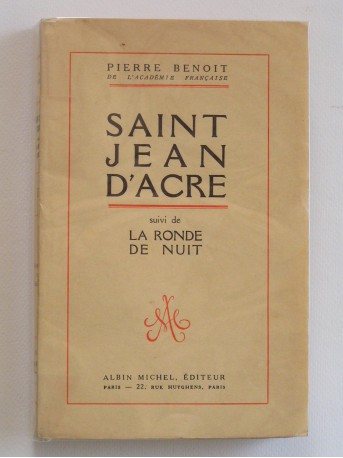 PIERRE BENOIT
DE L'ACADÉMIE FRANÇAISE
SAINT
JEAN
D'ACRE
suivi de
LA RONDE
DE NUIT
AM
ALBIN MICHEL, ÉDITEUR
PARIS — 22, RUE HUYGHENS, PARIS